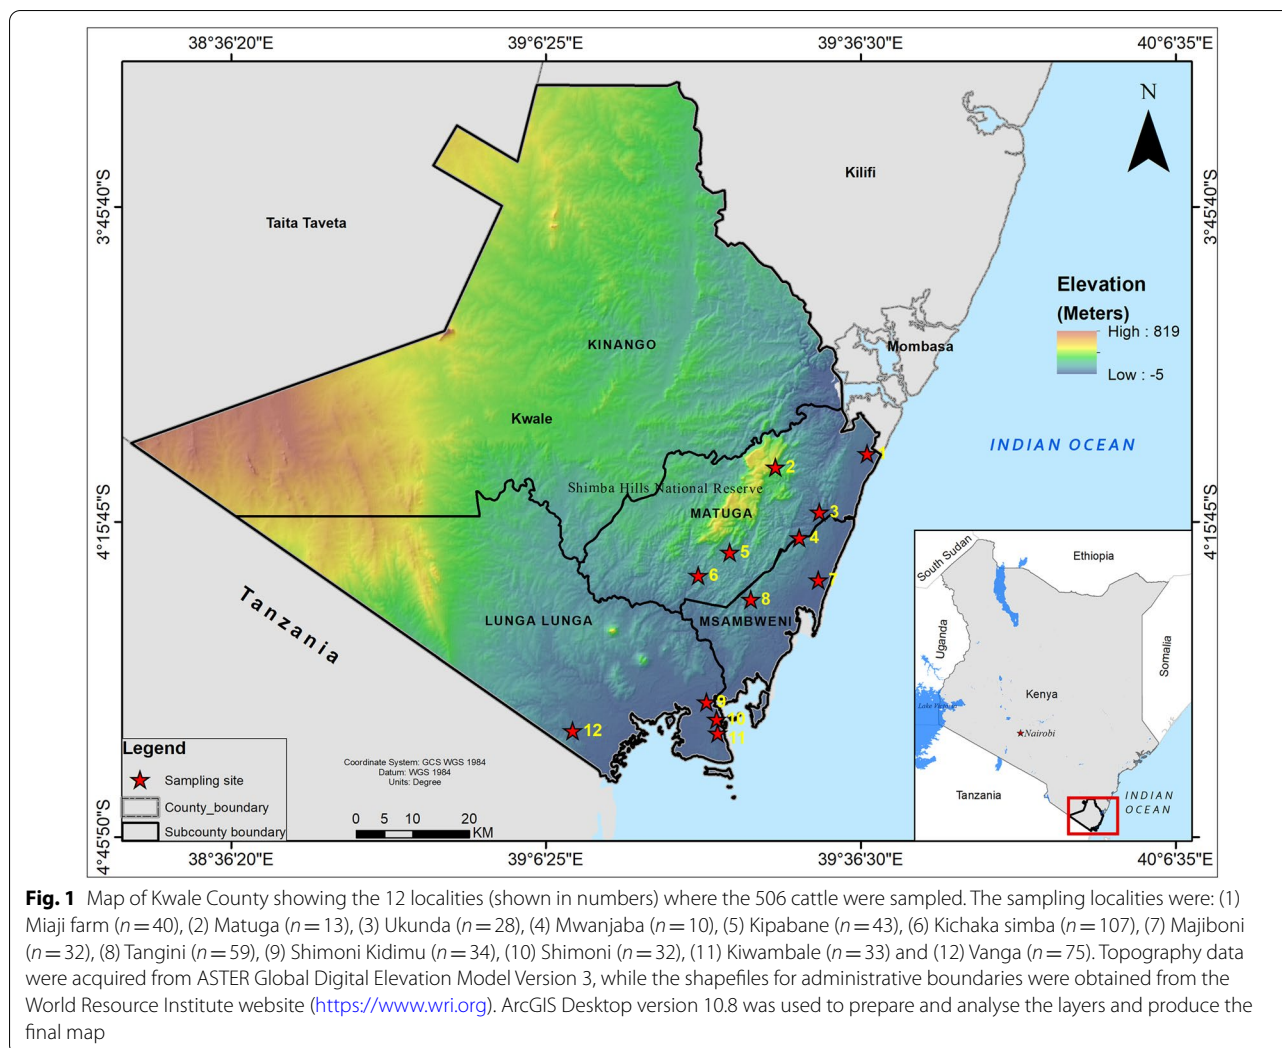 38°36'20"E 39°6'25"E 39°36'30"E 40°6'35"E
N
Kilifi
3°45'40"S 3°45'40"S
Taita Taveta
Elevation
(Meters)
High : 819
Low : -5
KINANGO
Mombasa
Kwale
INDIAN OCEAN
1
2
Shimba Hills National Reserve
MATUGA
3
4°15'45"S 4°15'45"S
4
5
6
7
8
Tanzania
LUNGA LUNGA
MSAMBWENI
9
10
11
12
South Sudan
Ethiopia
Uganda
Somalia
Kenya
Lake Victoria
Nairobi
Tanzania
INDIAN
OCEAN
Legend
Sampling site
County_boundary
Subcounty boundary
Coordinate System: GCS WGS 1984
Datum: WGS 1984
Units: Degree
0 5 10 20
KM
4°45'50"S 4°45'50"S
38°36'20"E 39°6'25"E 39°36'30"E 40°6'35"E
Fig. 1 Map of Kwale County showing the 12 localities (shown in numbers) where the 506 cattle were sampled. The sampling localities were: (1)
Miaji farm (n = 40), (2) Matuga (n = 13), (3) Ukunda (n = 28), (4) Mwanjaba (n = 10), (5) Kipabane (n = 43), (6) Kichaka simba (n = 107), (7) Majiboni
(n = 32), (8) Tangini (n = 59), (9) Shimoni Kidimu (n = 34), (10) Shimoni (n = 32), (11) Kiwambale (n = 33) and (12) Vanga (n = 75). Topography data
were acquired from ASTER Global Digital Elevation Model Version 3, while the shapefiles for administrative boundaries were obtained from the
World Resource Institute website (https://www.wri.org). ArcGIS Desktop version 10.8 was used to prepare and analyse the layers and produce the
final map